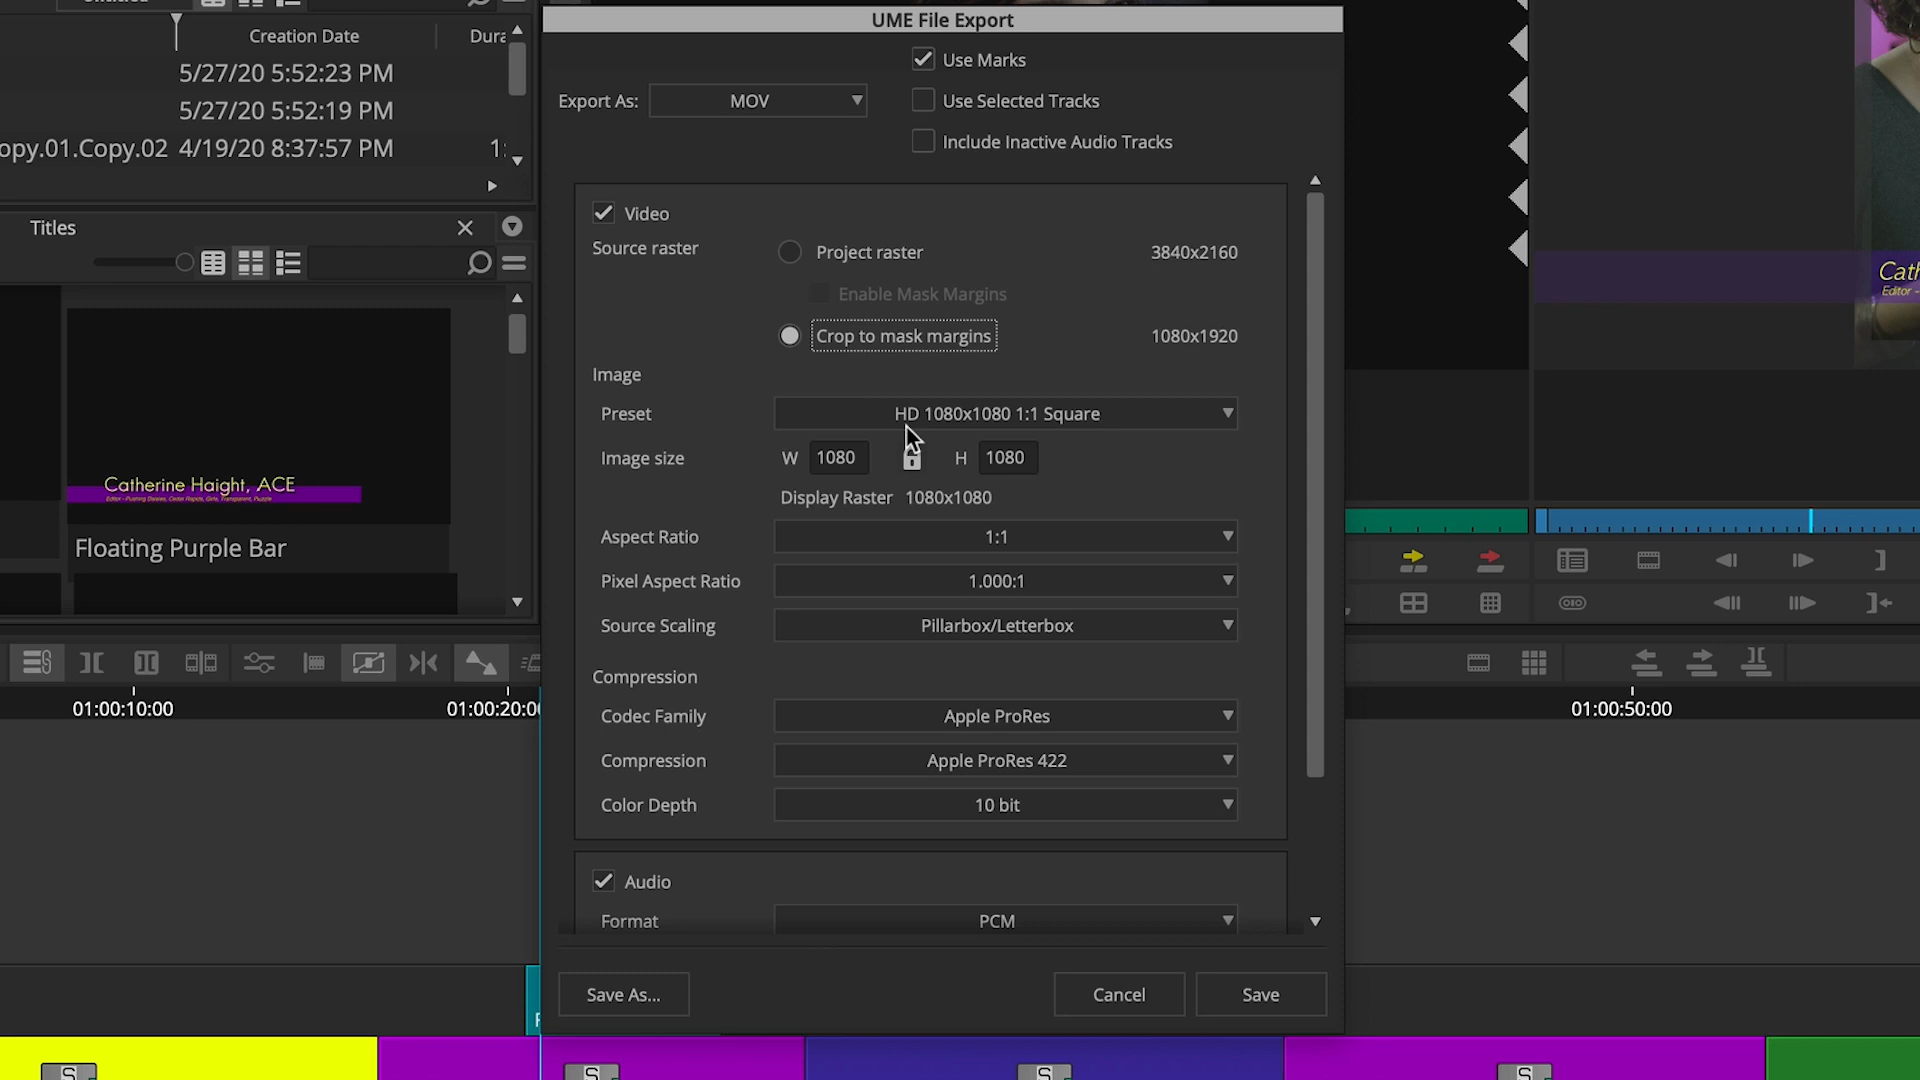 UME File Export
Creation Date
5/27/20 5:52:23 PM
5/27/20 5:52:19 PM
opy.01.Copy.02 4/19/20 8:37:57 PM
Titles
Catherine Haight, ACE
Floating Purple Bar
Use Marks
Export As: MOV
Use Selected Tracks
Include Inactive Audio Tracks
Video
Source raster
Project raster 3840x2160
Enable Mask Margins
Crop to mask margins 1080x1920
Image
Preset HD 1080x1080 1:1 Square
Image size W 1080 H 1080
Display Raster 1080x1080
Aspect Ratio 1:1
Pixel Aspect Ratio 1.000:1
Source Scaling Pillarbox/Letterbox
Compression
Codec Family Apple ProRes
Compression Apple ProRes 422
Color Depth 10 bit
Audio
Format PCM
Save As... Cancel Save
Cath
Editor -
01:00:10:00 01:00:20:0 01:00:50:00
S S S S